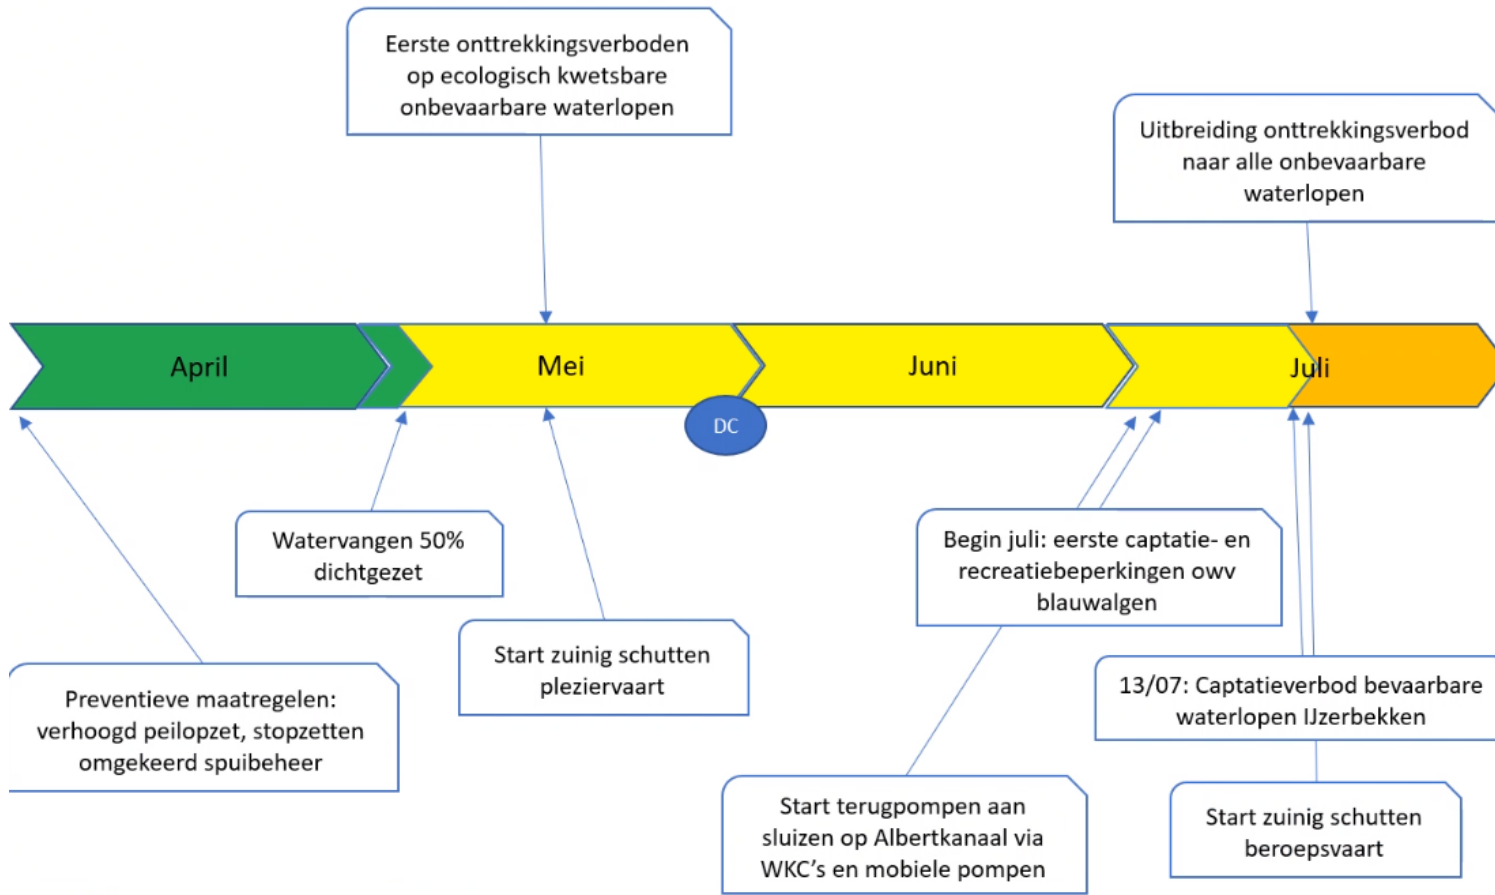 Eerste onttrekkingsverboden
op ecologisch kwetsbare
onbevaarbare waterlopen
Uitbreiding onttrekkingsverbod
naar alle onbevaarbare
waterlopen
April
Mei
Juni
Juli
DC
Watervangen 50%
dichtgezet
Begin juli: eerste captatie- en
recreatiebeperkingen owv
blauwalgen
Start zuinig schutten
pleziervaart
Preventieve maatregelen:
verhoogd peilopzet, stopzetten
omgekeerd spuibeheer
13/07: Captatieverbod bevaarbare
waterlopen IJzerbekken
Start terugpompen aan
sluizen op Albertkanaal via
WKC's en mobiele pompen
Start zuinig schutten
beroepsvaart